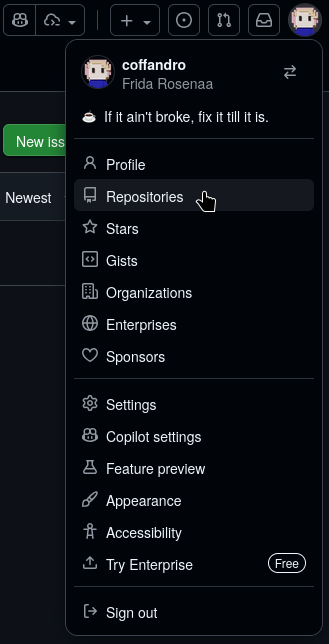 coffandro
Frida Rosenaa
☕ If it ain't broke, fix it till it is.
New iss
Newest
Profile
Repositories
Stars
Gists
Organizations
Enterprises
Sponsors
Settings
Copilot settings
Feature preview
Appearance
Accessibility
Try Enterprise Free
Sign out